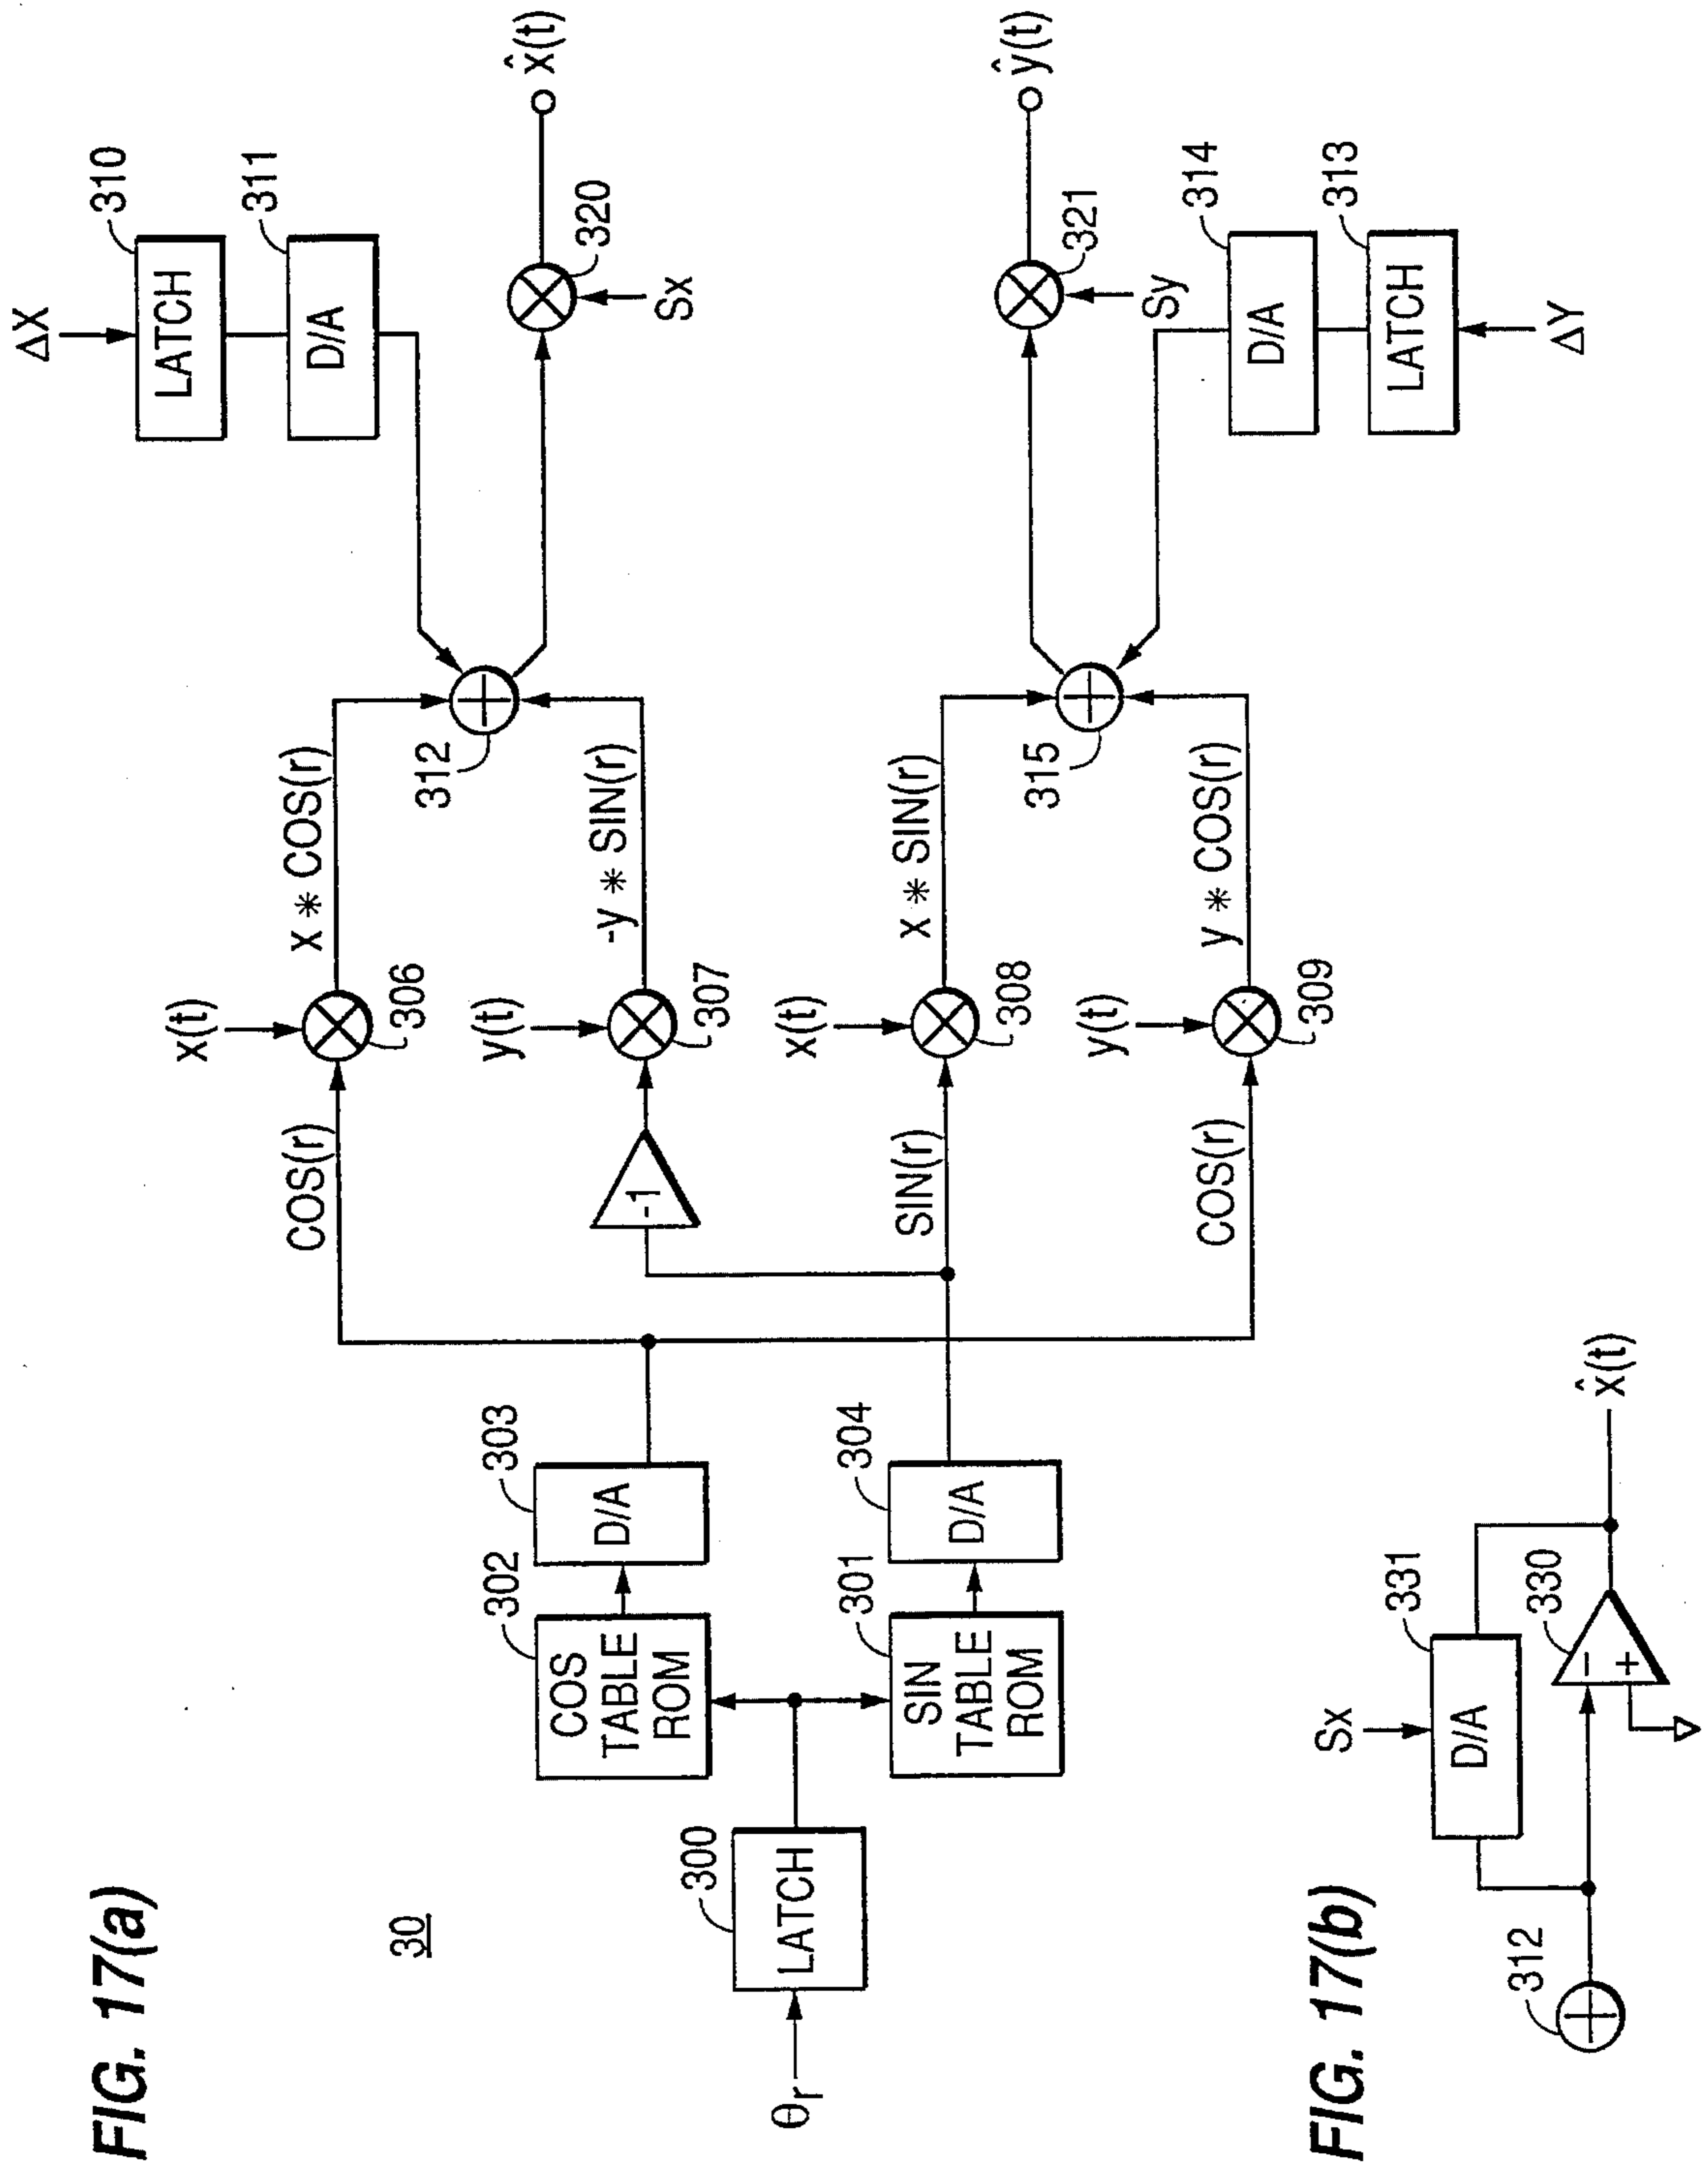 FIG. 17(a)
30
θr
300
LATCH
302
COS
TABLE
ROM
303
D/A
301
SIN
TABLE
ROM
304
D/A
COS(r)
-1
SIN(r)
COS(r)
x(t)
306
x * COS(r)
y(t)
307
-y * SIN(r)
x(t)
308
x * SIN(r)
y(t)
309
y * COS(r)
312
315
ΔX
310
LATCH
311
D/A
320
Sx
x̂(t)
321
Sy
ŷ(t)
314
D/A
313
LATCH
ΔY
FIG. 17(b)
312
Sx
331
D/A
330
-
+
x̂(t)